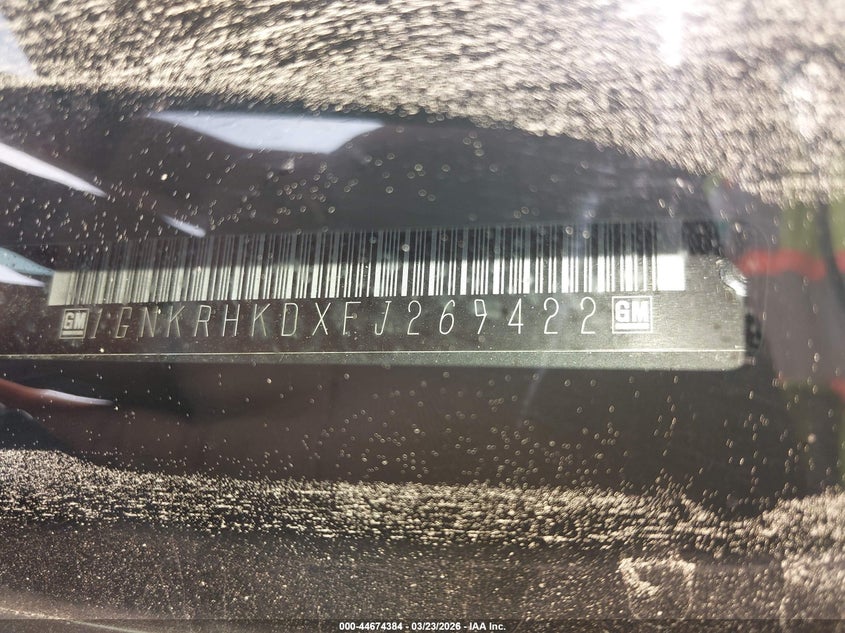 GM 1GNKRHKDXFJ269422 GM
000-44674384 - 03/23/2026 - IAA Inc.